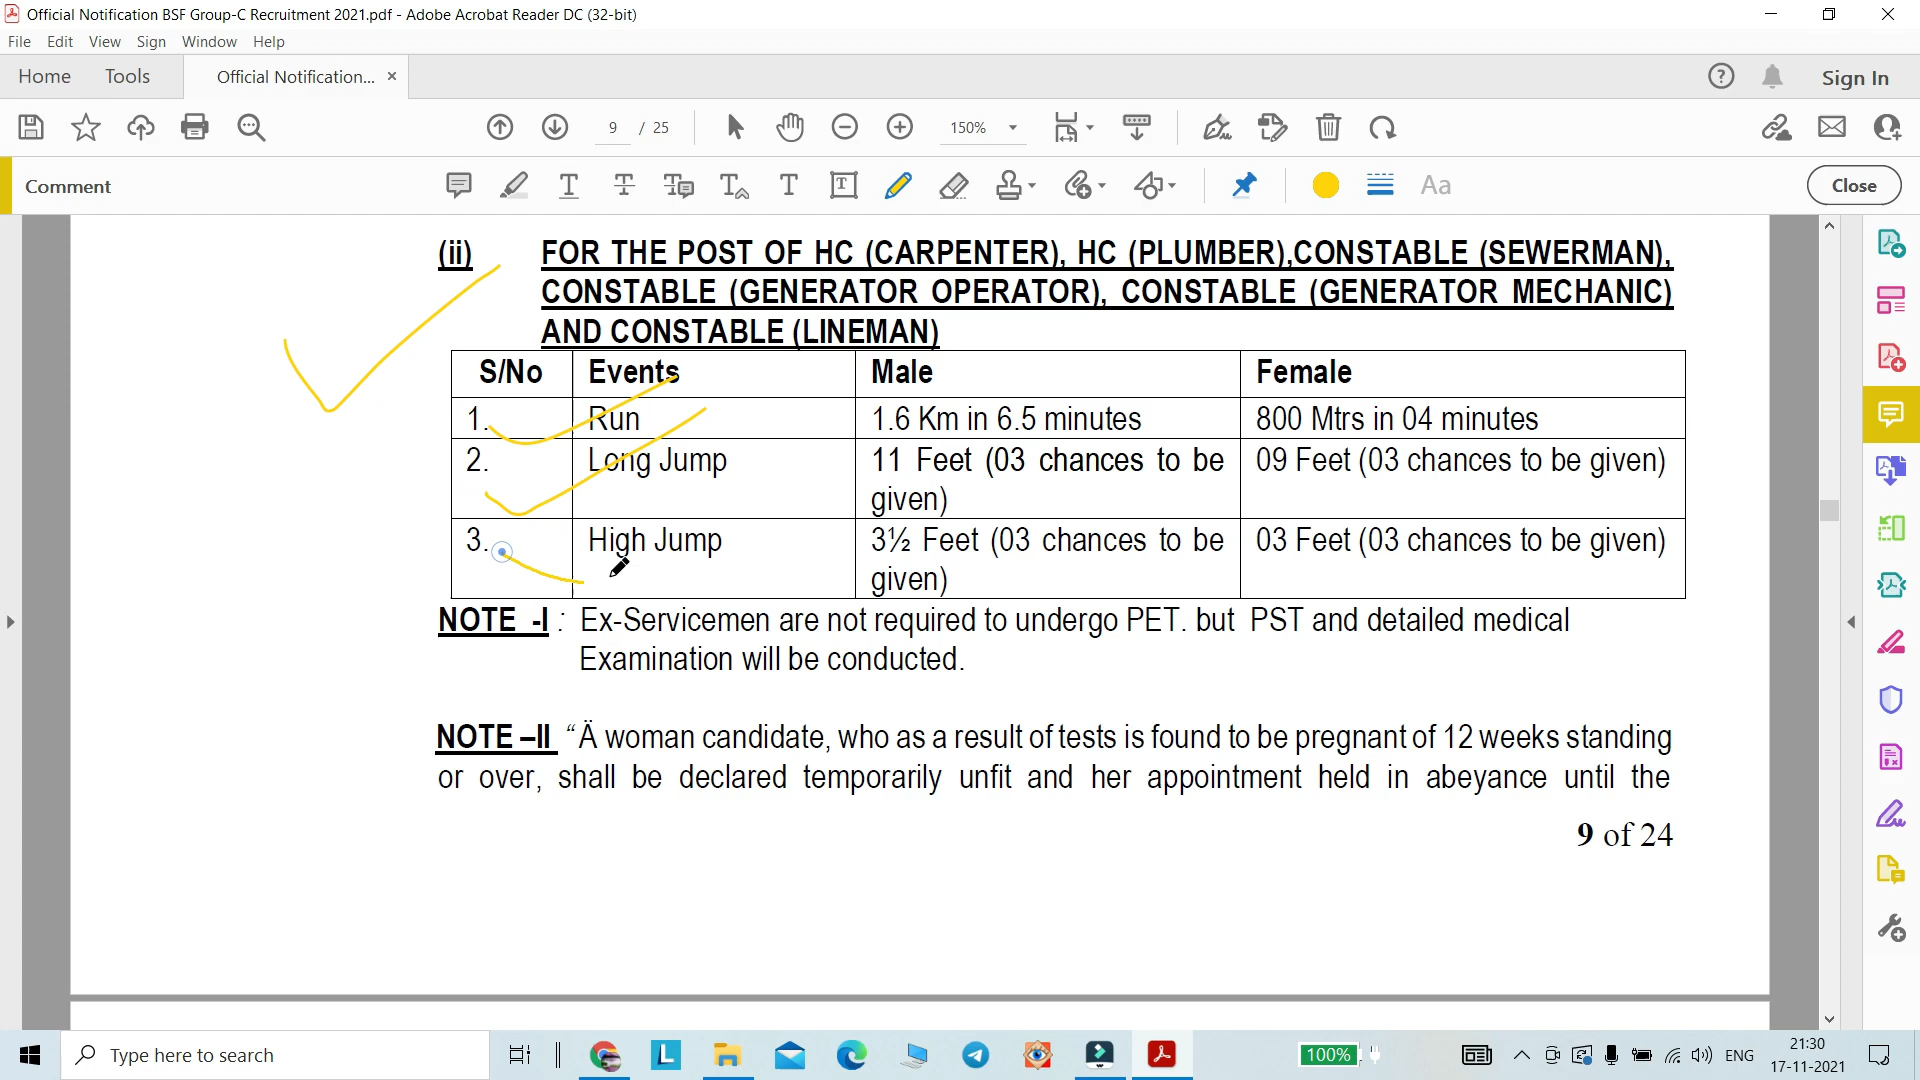 Official Notification BSF Group-C Recruitment 2021.pdf - Adobe Acrobat Reader DC (32-bit)
File Edit View Sign Window Help
Home Tools Official Notification... × Sign In
9 / 25 150%
Comment Close
(ii) FOR THE POST OF HC (CARPENTER), HC (PLUMBER),CONSTABLE (SEWERMAN),
CONSTABLE (GENERATOR OPERATOR), CONSTABLE (GENERATOR MECHANIC)
AND CONSTABLE (LINEMAN)
S/No Events Male Female
1. Run 1.6 Km in 6.5 minutes 800 Mtrs in 04 minutes
2. Long Jump 11 Feet (03 chances to be given) 09 Feet (03 chances to be given)
3. High Jump 3½ Feet (03 chances to be given) 03 Feet (03 chances to be given)
NOTE -I : Ex-Servicemen are not required to undergo PET. but PST and detailed medical
Examination will be conducted.
NOTE –II “Ä woman candidate, who as a result of tests is found to be pregnant of 12 weeks standing
or over, shall be declared temporarily unfit and her appointment held in abeyance until the
9 of 24
Type here to search
100%
ENG
21:30
17-11-2021